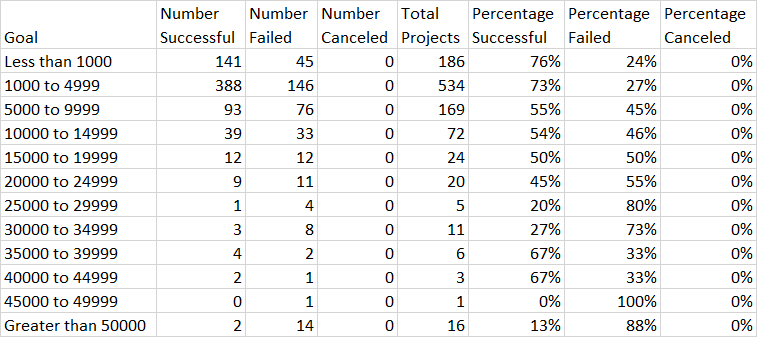 Goal Number Successful Number Failed Number Canceled Total Projects Percentage Successful Percentage Failed Percentage Canceled
Less than 1000 141 45 0 186 76% 24% 0%
1000 to 4999 388 146 0 534 73% 27% 0%
5000 to 9999 93 76 0 169 55% 45% 0%
10000 to 14999 39 33 0 72 54% 46% 0%
15000 to 19999 12 12 0 24 50% 50% 0%
20000 to 24999 9 11 0 20 45% 55% 0%
25000 to 29999 1 4 0 5 20% 80% 0%
30000 to 34999 3 8 0 11 27% 73% 0%
35000 to 39999 4 2 0 6 67% 33% 0%
40000 to 44999 2 1 0 3 67% 33% 0%
45000 to 49999 0 1 0 1 0% 100% 0%
Greater than 50000 2 14 0 16 13% 88% 0%